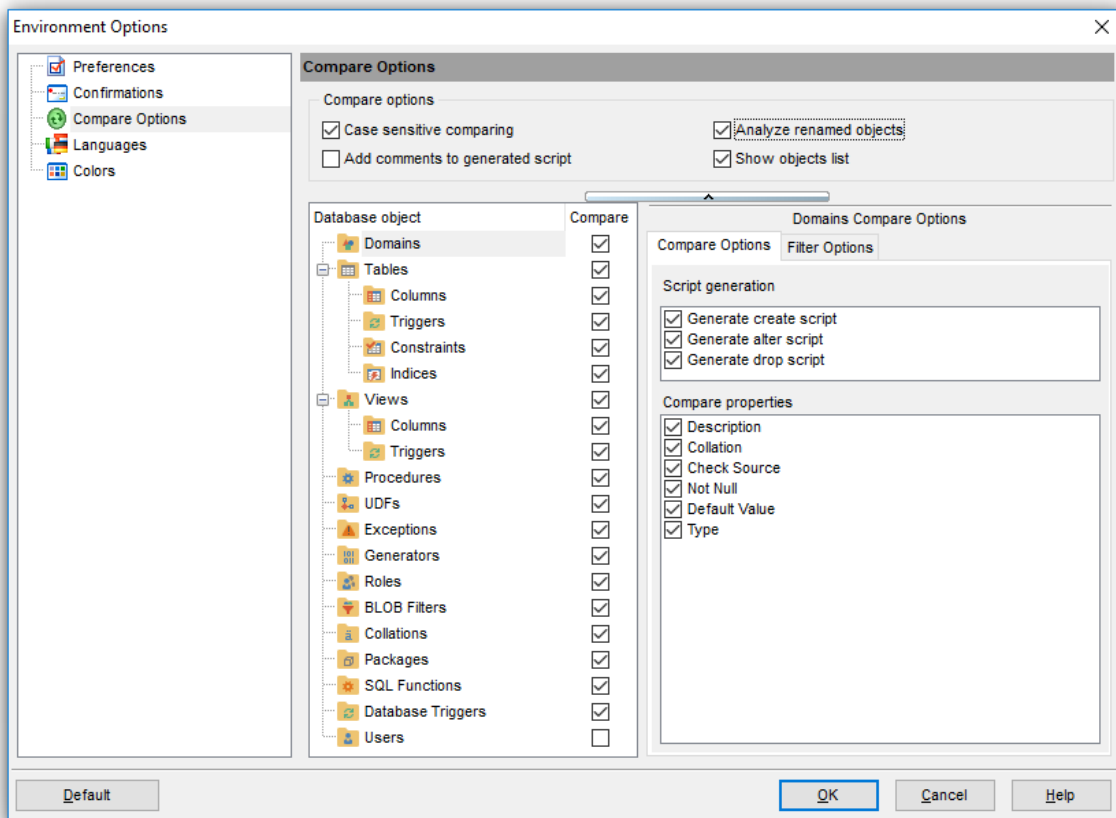 Environment Options
Preferences
Confirmations
Compare Options
Languages
Colors
Compare Options
Compare options
Case sensitive comparing
Analyze renamed objects
Add comments to generated script
Show objects list
Database object
Compare
Domains
Tables
Columns
Triggers
Constraints
Indices
Views
Columns
Triggers
Procedures
UDFs
Exceptions
Generators
Roles
BLOB Filters
Collations
Packages
SQL Functions
Database Triggers
Users
Domains Compare Options
Compare Options
Filter Options
Script generation
Generate create script
Generate alter script
Generate drop script
Compare properties
Description
Collation
Check Source
Not Null
Default Value
Type
Default
OK
Cancel
Help